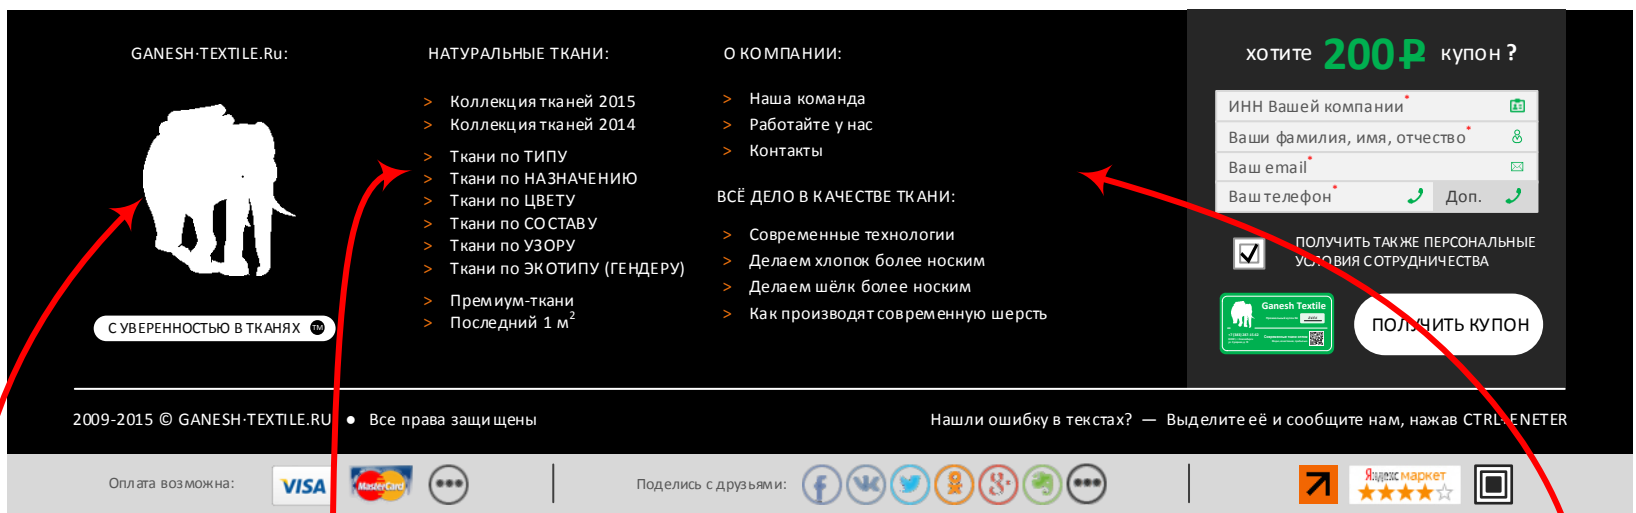 GANESH·TEXTILE.Ru:
С УВЕРЕННОСТЬЮ В ТКАНЯХ ™
НАТУРАЛЬНЫЕ ТКАНИ:
> Коллекция тканей 2015
> Коллекция тканей 2014
> Ткани по ТИПУ
> Ткани по НАЗНАЧЕНИЮ
> Ткани по ЦВЕТУ
> Ткани по СОСТАВУ
> Ткани по УЗОРУ
> Ткани по ЭКОТИПУ (ГЕНДЕРУ)
> Премиум-ткани
> Последний 1 м²
О КОМПАНИИ:
> Наша команда
> Работайте у нас
> Контакты
ВСЁ ДЕЛО В КАЧЕСТВЕ ТКАНИ:
> Современные технологии
> Делаем хлопок более носким
> Делаем шёлк более носким
> Как производят современную шерсть
хотите 200₽ купон ?
ИНН Вашей компании*
Ваши фамилия, имя, отчество*
Ваш email*
Ваш телефон* Доп.
ПОЛУЧИТЬ ТАКЖЕ ПЕРСОНАЛЬНЫЕ
УСЛОВИЯ СОТРУДНИЧЕСТВА
Ganesh Textile
ПОЛУЧИТЬ КУПОН
2009-2015 © GANESH·TEXTILE.RU ● Все права защищены
Нашли ошибку в текстах? — Выделите её и сообщите нам, нажав CTRL+ENETER
Оплата возможна: VISA MasterCard
Поделись с друзьями:
Яндекс маркет